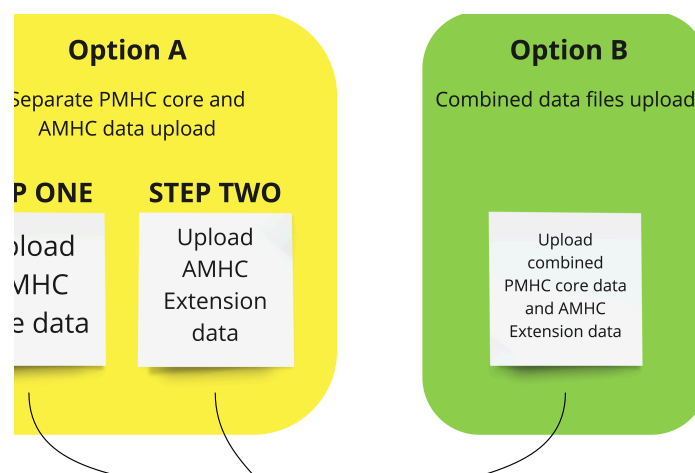 Option A
Separate PMHC core and
AMHC data upload
ONE
STEP TWO
data
Upload
AMHC
Extension
data
Option B
Combined data files upload
Upload
combined
PMHC core data
and AMHC
Extension data